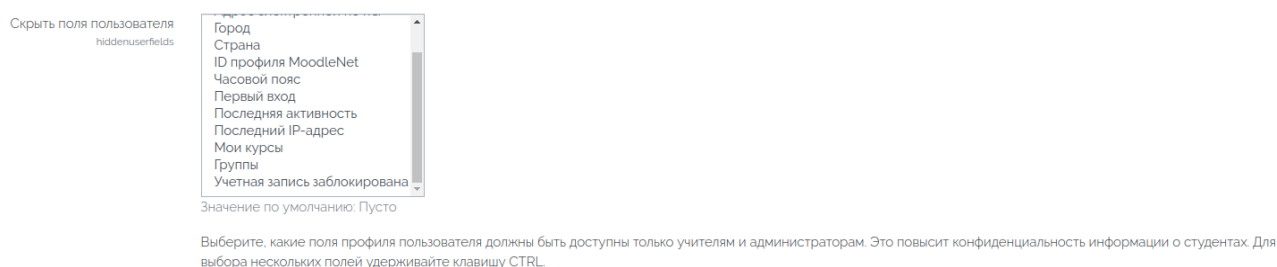 Скрыть поля пользователя
hiddenuserfields
Город
Страна
ID профиля MoodleNet
Часовой пояс
Первый вход
Последняя активность
Последний IP-адрес
Мои курсы
Группы
Учетная запись заблокирована
Значение по умолчанию: Пусто
Выберите, какие поля профиля пользователя должны быть доступны только учителям и администраторам. Это повысит конфиденциальность информации о студентах. Для
выбора нескольких полей удерживайте клавишу CTRL.